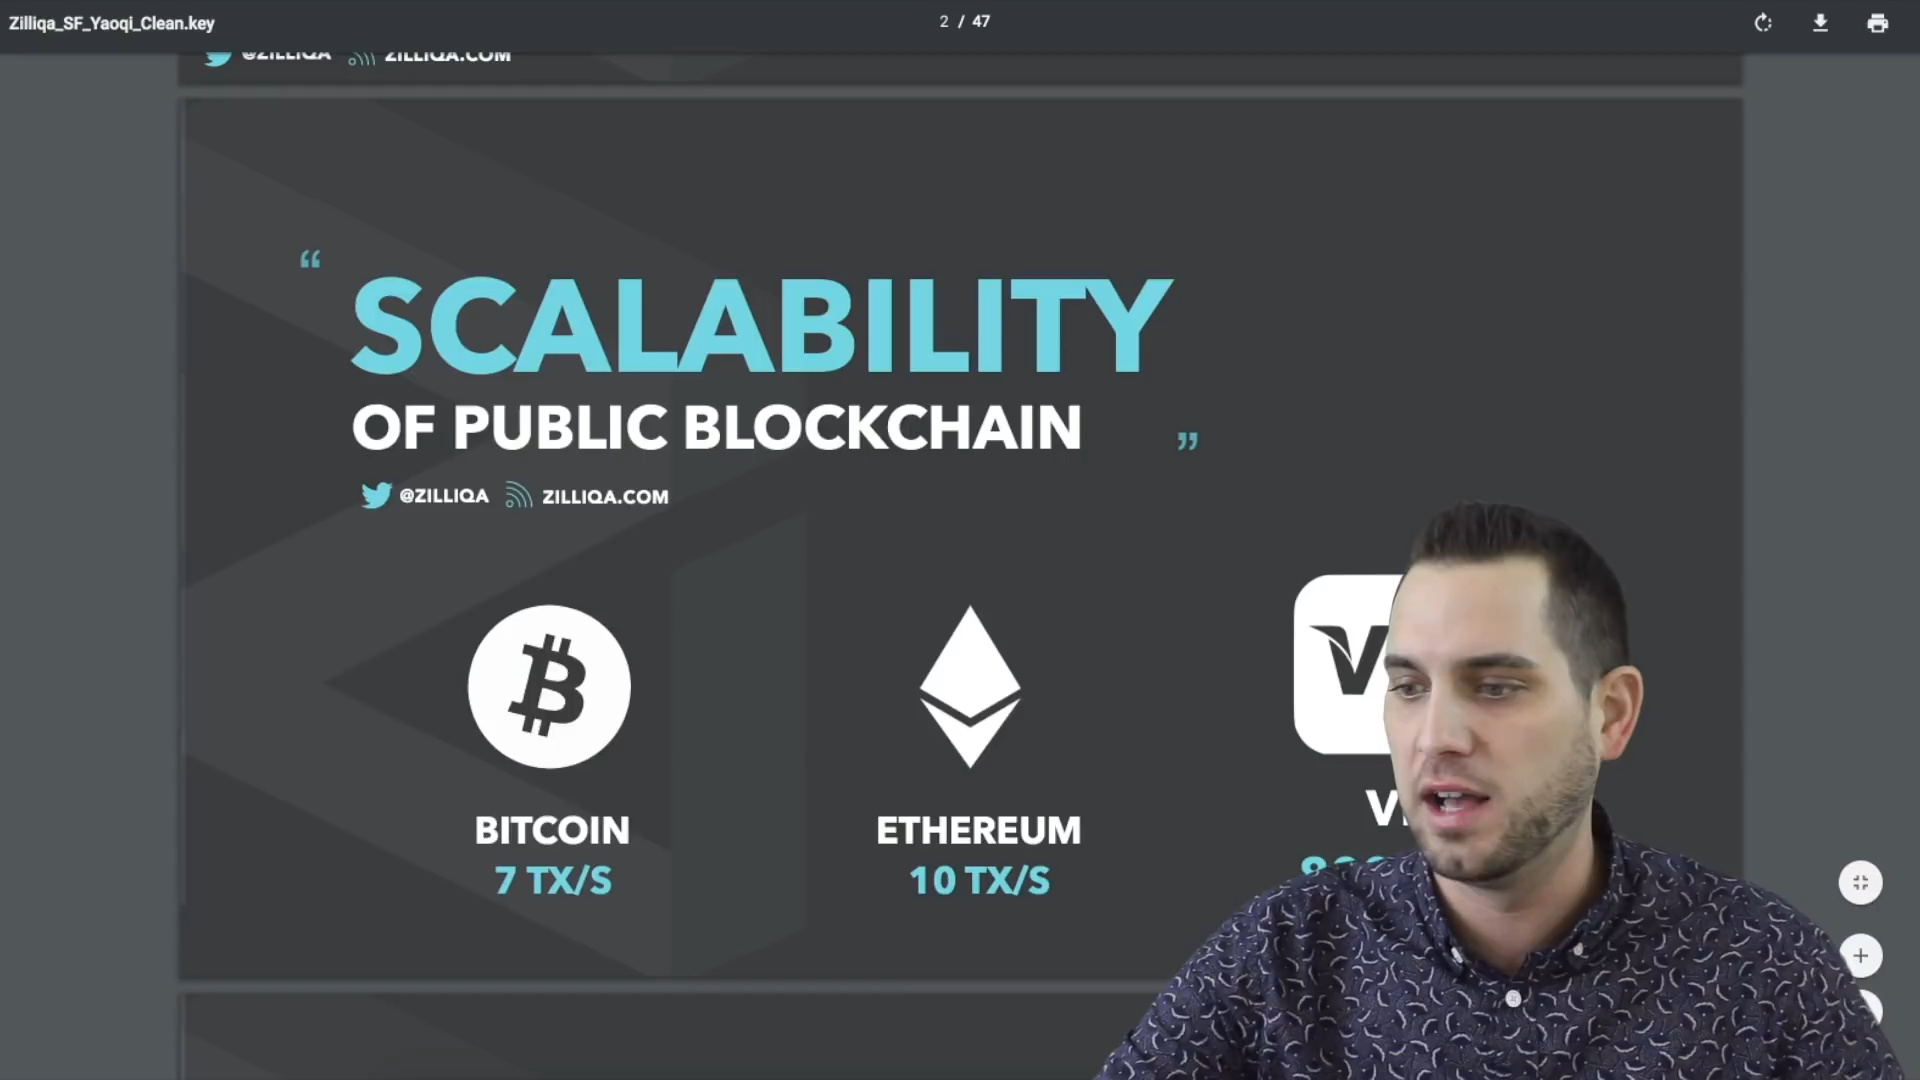 Zilliqa_SF_Yaoqi_Clean.key
2 / 47
@ZILLIQA ZILLIQA.COM
“
SCALABILITY
OF PUBLIC BLOCKCHAIN
”
@ZILLIQA ZILLIQA.COM
BITCOIN
7 TX/S
ETHEREUM
10 TX/S